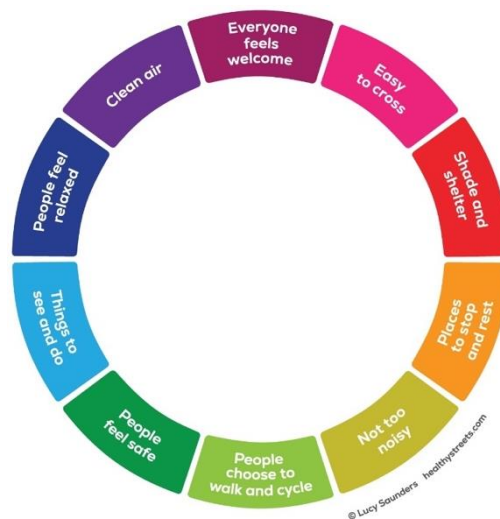 Everyone
feels
welcome
Easy
to cross
Shade and
shelter
Places
to stop
and rest
Not too
noisy
People
choose to
walk and cycle
People
feel safe
Things to
see and do
People feel
relaxed
Clean air
© Lucy Saunders healthystreets.com